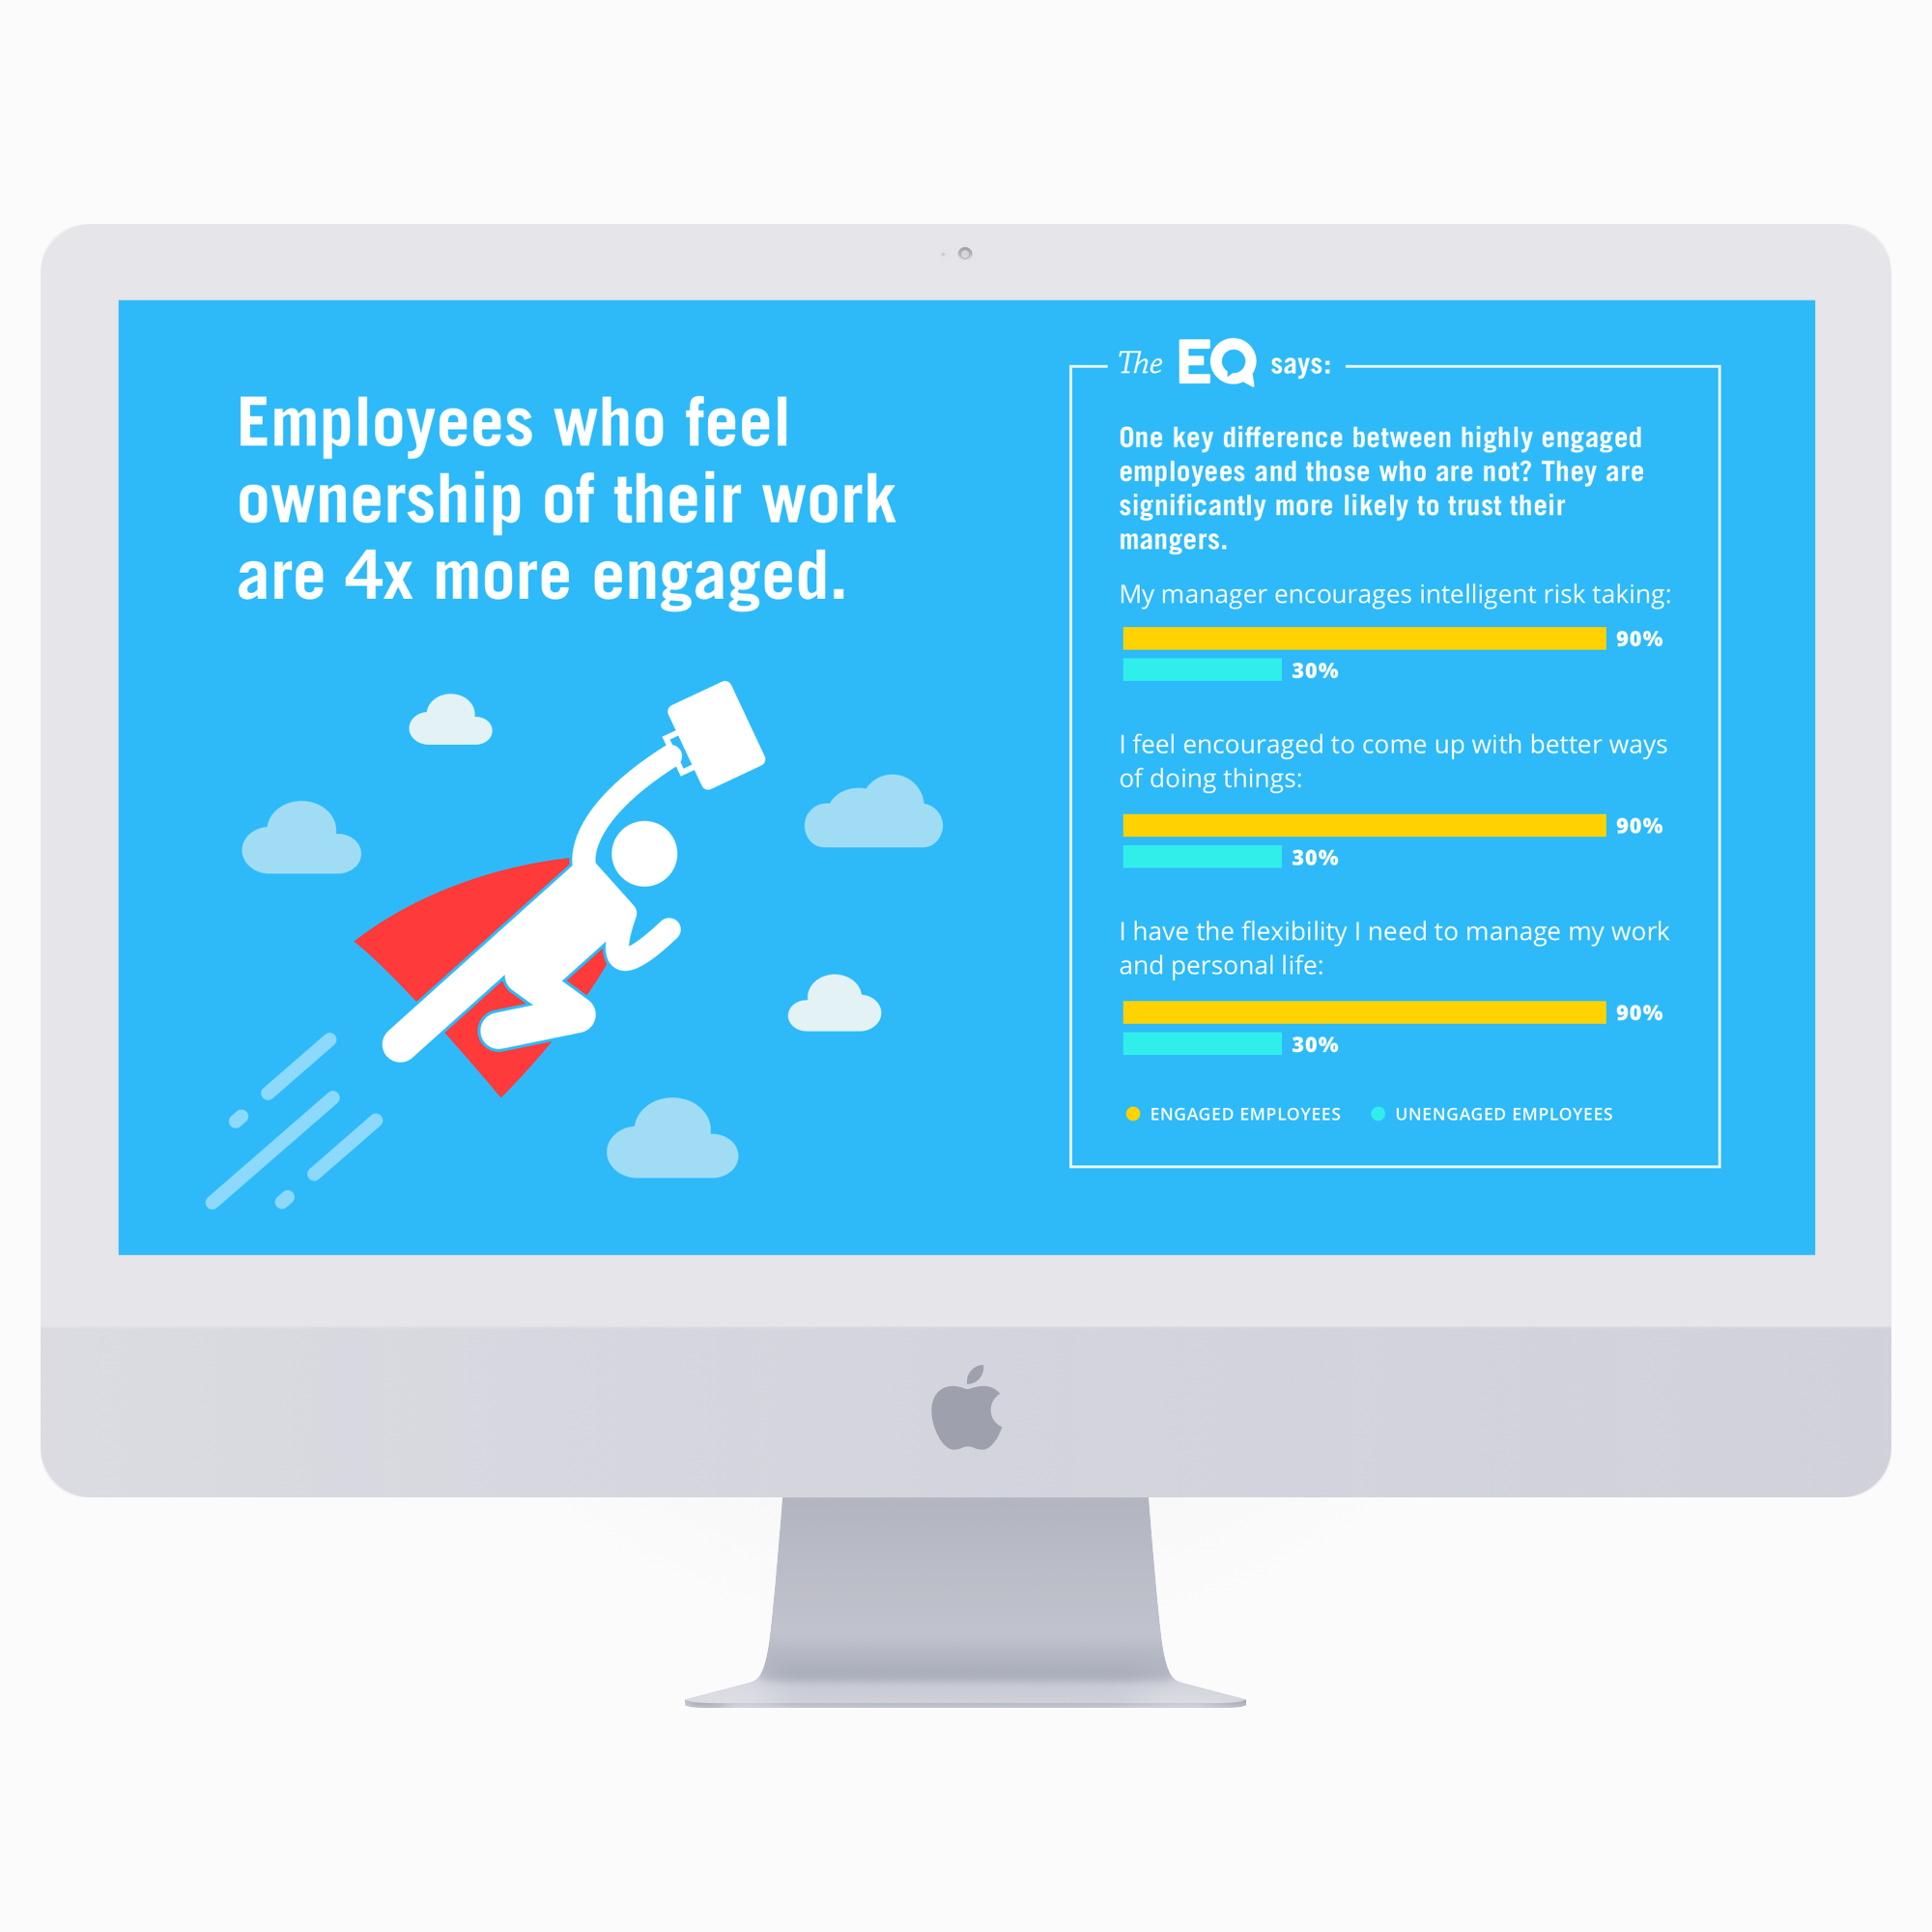 Employees who feel
ownership of their work
are 4x more engaged.
The EQ says:
One key difference between highly engaged
employees and those who are not? They are
significantly more likely to trust their
mangers.
My manager encourages intelligent risk taking:
90%
30%
I feel encouraged to come up with better ways
of doing things:
90%
30%
I have the flexibility I need to manage my work
and personal life:
90%
30%
ENGAGED EMPLOYEES UNENGAGED EMPLOYEES